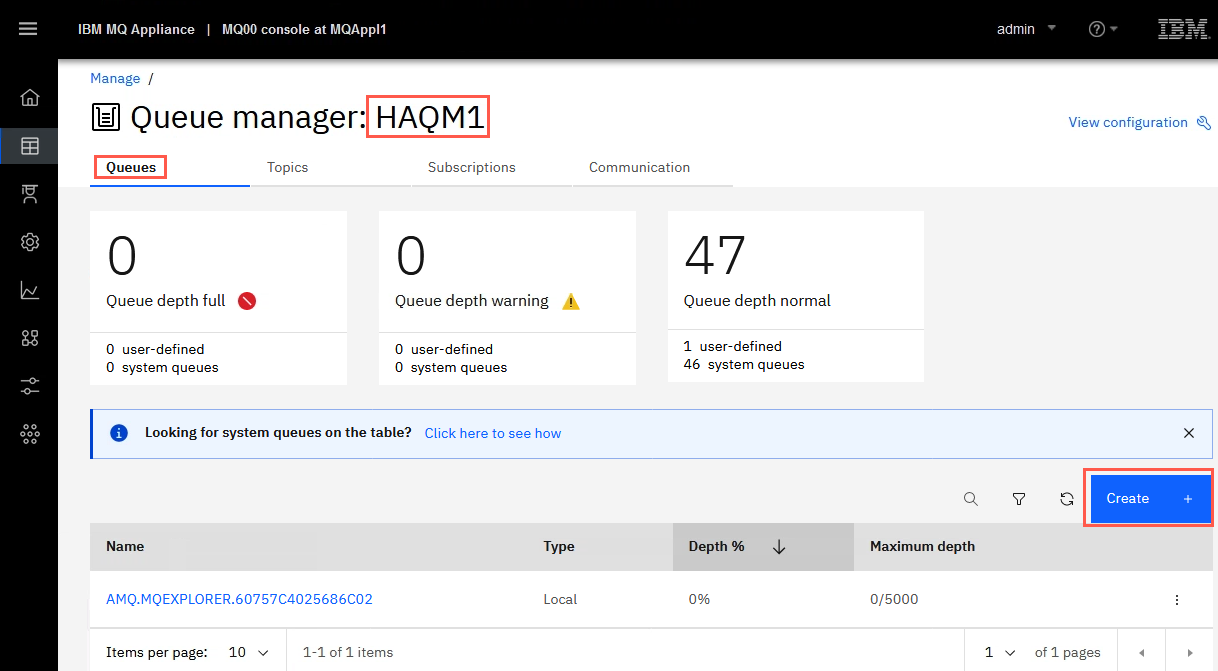 IBM MQ Appliance | MQ00 console at MQAppl1
admin
?
IBM
Manage /
Queue manager: HAQM1
View configuration
Queues Topics Subscriptions Communication
0 0 47
Queue depth full Queue depth warning Queue depth normal
0 user-defined 0 user-defined 1 user-defined
0 system queues 0 system queues 46 system queues
Looking for system queues on the table? Click here to see how
Create +
Name Type Depth % Maximum depth
AMQ.MQEXPLORER.60757C4025686C02 Local 0% 0/5000
Items per page: 10 1-1 of 1 items 1 of 1 pages